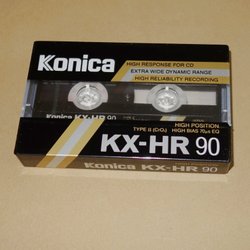 Konica
HIGH RESPONSE FOR CD
EXTRA WIDE DYNAMIC RANGE
HIGH RELIABILITY RECORDING
Konica KX-HR 90
HIGH POSITION
TYPE II (CrO₂) HIGH BIAS 70μs EQ
KX-HR 90
Konica KX-HR 90